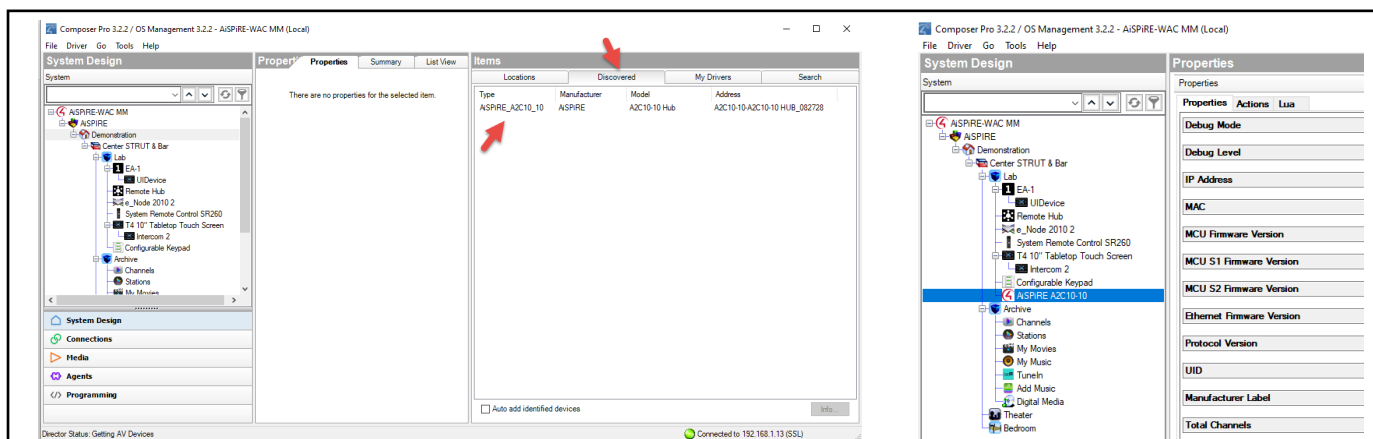 Composer Pro 3.2.2 / OS Management 3.2.2 - AiSPiRE-WAC MM (Local)
File Driver Go Tools Help
System Design
System
AiSPiRE-WAC MM
AiSPiRE
Demonstration
Center STRUT & Bar
Lab
EA-1
UIDevice
Remote Hub
e_Node 2010 2
System Remote Control SR260
T4 10" Tabletop Touch Screen
Intercom 2
Configurable Keypad
Archive
Channels
Stations
My Movies
System Design
Connections
Media
Agents
Programming
Director Status: Getting AV Devices
Properties Summary List View
There are no properties for the selected item.
Items
Locations Discovered My Drivers Search
Type Manufacturer Model Address
AiSPiRE_A2C10_10 AiSPiRE A2C10-10 Hub A2C10-10-A2C10-10 HUB_082728
Auto add identified devices
Info...
Connected to 192.168.1.13 (SSL)
Composer Pro 3.2.2 / OS Management 3.2.2 - AiSPiRE-WAC MM (Local)
File Driver Go Tools Help
System Design
System
AiSPiRE-WAC MM
AiSPiRE
Demonstration
Center STRUT & Bar
Lab
EA-1
UIDevice
Remote Hub
e_Node 2010 2
System Remote Control SR260
T4 10" Tabletop Touch Screen
Intercom 2
Configurable Keypad
AiSPiRE A2C10-10
Archive
Channels
Stations
My Movies
My Music
TuneIn
Add Music
Digital Media
Theater
Bedroom
Properties
Properties
Properties Actions Lua
Debug Mode
Debug Level
IP Address
MAC
MCU Firmware Version
MCU S1 Firmware Version
MCU S2 Firmware Version
Ethernet Firmware Version
Protocol Version
UID
Manufacturer Label
Total Channels